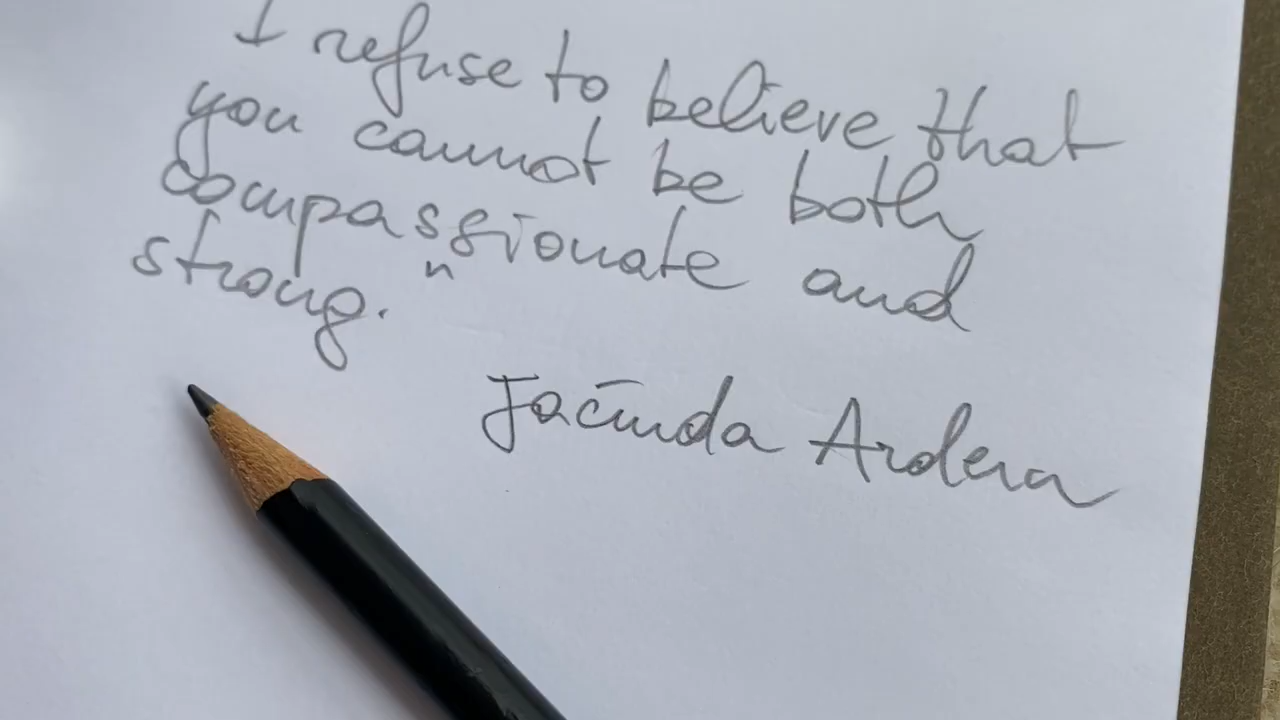 I refuse to believe that
you cannot be both
compassionate and
strong."
Jacinda Ardern